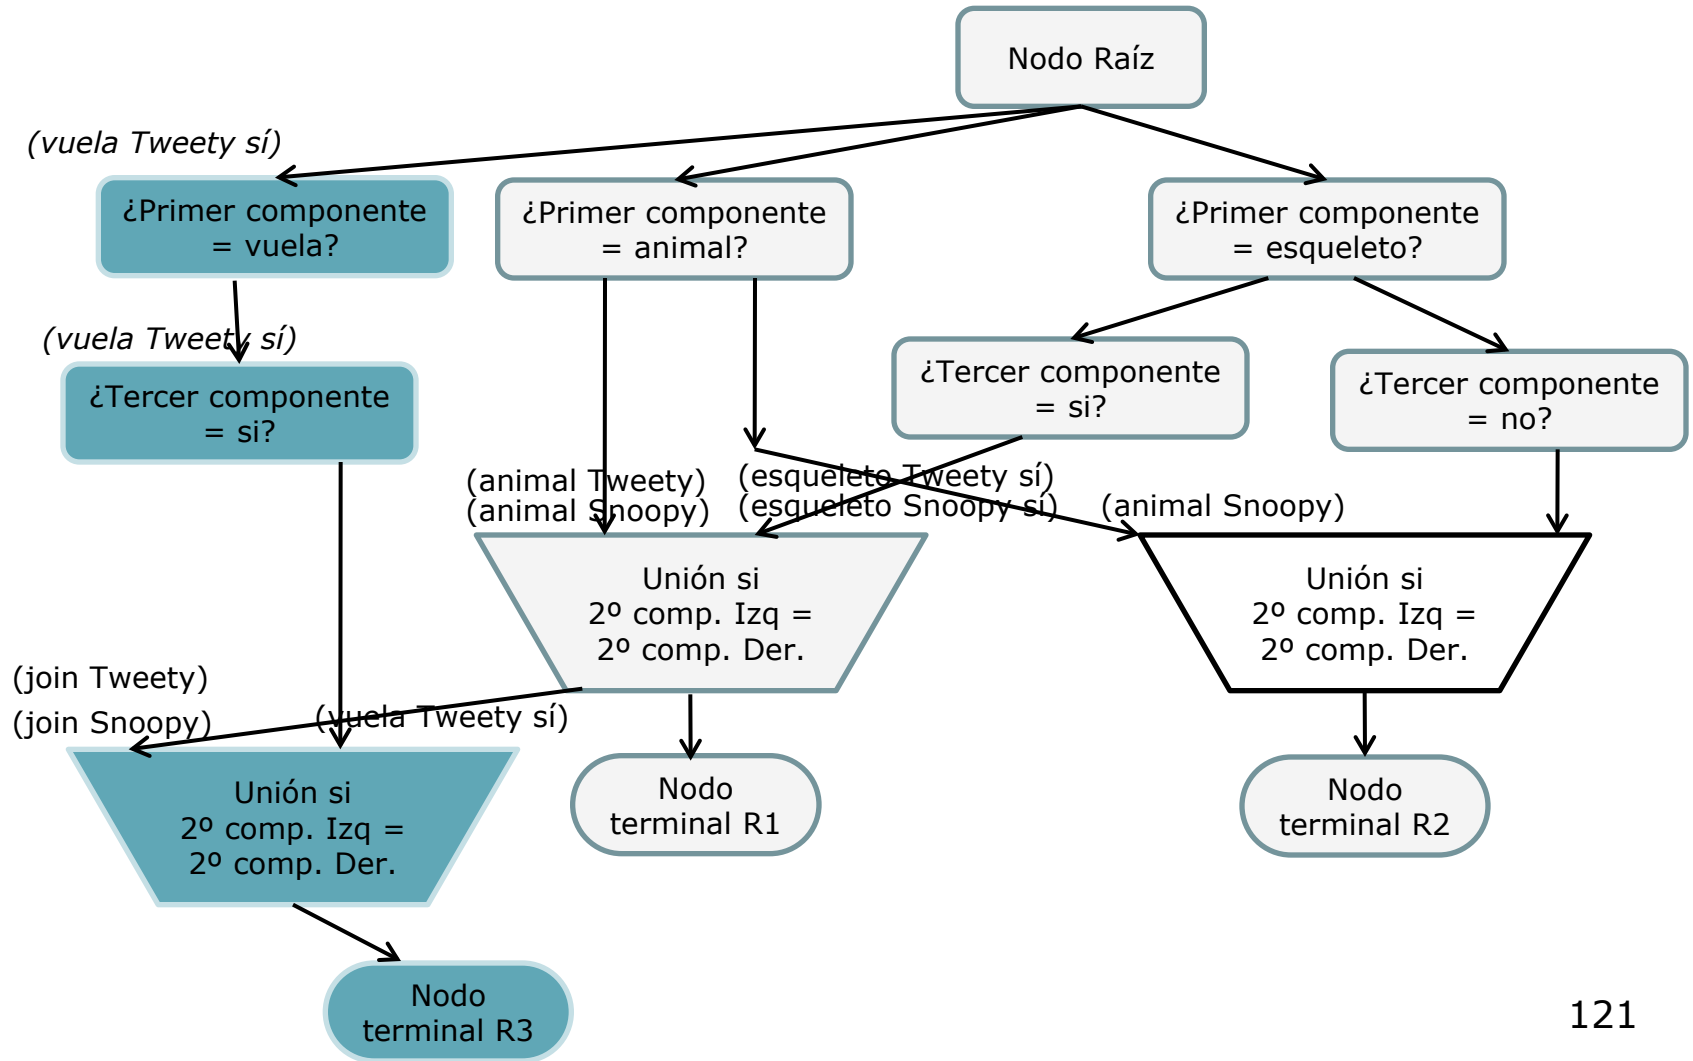 Nodo Raíz
(vuela Tweety sí)
¿Primer componente
= vuela?
¿Primer componente
= animal?
¿Primer componente
= esqueleto?
(vuela Tweety sí)
¿Tercer componente
= si?
¿Tercer componente
= si?
¿Tercer componente
= no?
(animal Tweety)
(animal Snoopy)
(esqueleto Tweety sí)
(esqueleto Snoopy sí)
(animal Snoopy)
Unión si
2º comp. Izq =
2º comp. Der.
Unión si
2º comp. Izq =
2º comp. Der.
(join Tweety)
(join Snoopy)
(vuela Tweety sí)
Unión si
2º comp. Izq =
2º comp. Der.
Nodo
terminal R1
Nodo
terminal R2
Nodo
terminal R3
121